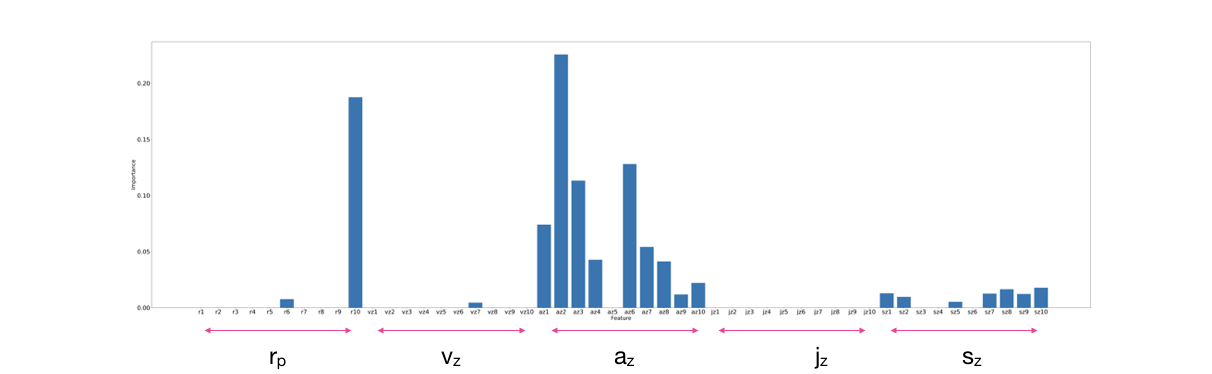 0.20
0.15
0.10
0.05
0.00
Importance
r1 r2 r3 r4 r5 r6 r7 r8 r9 r10 vz1 vz2 vz3 vz4 vz5 vz6 vz7 vz8 vz9 vz10 az1 az2 az3 az4 az5 az6 az7 az8 az9 az10 jz1 jz2 jz3 jz4 jz5 jz6 jz7 jz8 jz9 jz10 sz1 sz2 sz3 sz4 sz5 sz6 sz7 sz8 sz9 sz10
Feature
rp vz az jz sz